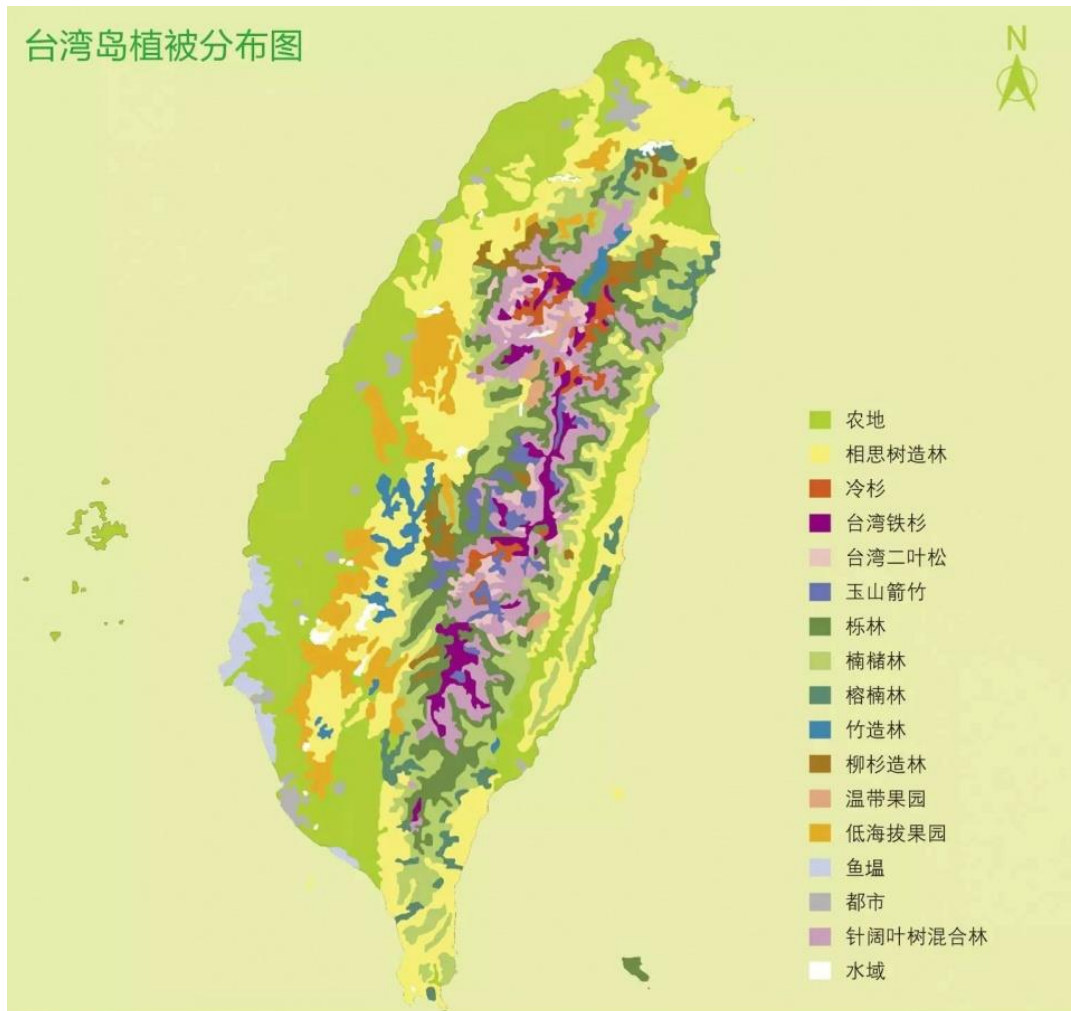 台湾岛植被分布图
N
农地
相思树造林
冷杉
台湾铁杉
台湾二叶松
玉山箭竹
栎林
楠槠林
榕楠林
竹造林
柳杉造林
温带果园
低海拔果园
鱼塭
都市
针阔叶树混合林
水域